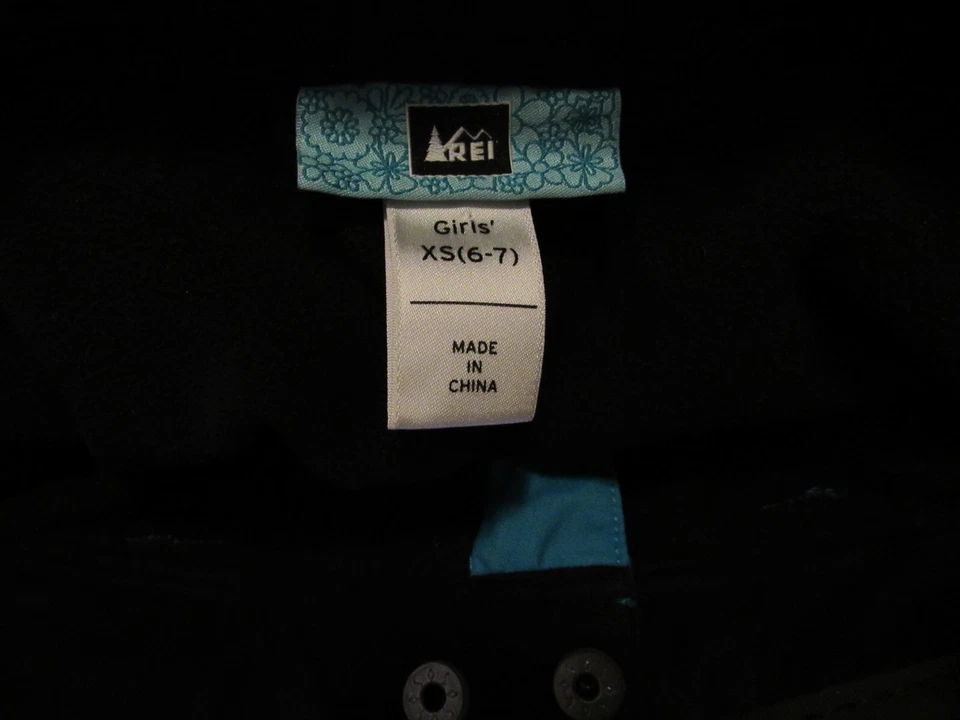 REI
Girls'
XS(6-7)
MADE
IN
CHINA